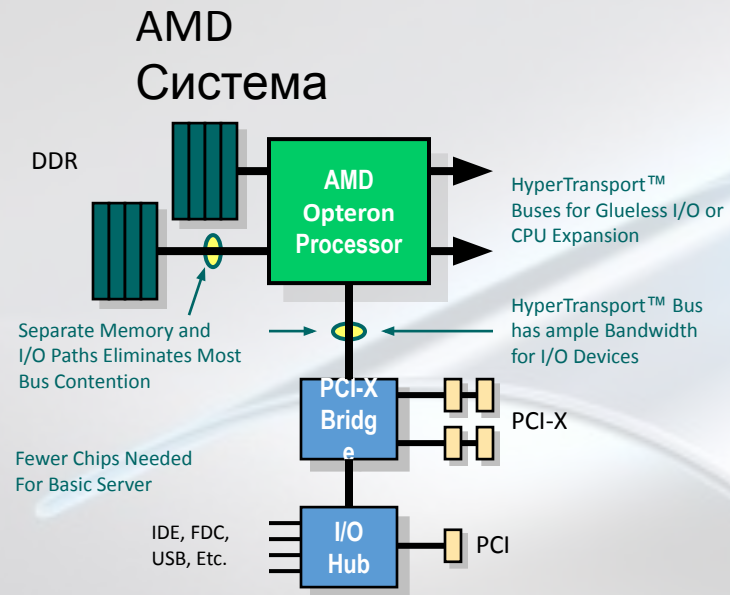 AMD
Система
DDR
AMD
Opteron
Processor
HyperTransport™
Buses for Glueless I/O or
CPU Expansion
Separate Memory and
I/O Paths Eliminates Most
Bus Contention
HyperTransport™ Bus
has ample Bandwidth
for I/O Devices
PCI-X
Bridg
e
PCI-X
Fewer Chips Needed
For Basic Server
IDE, FDC,
USB, Etc.
I/O
Hub
PCI